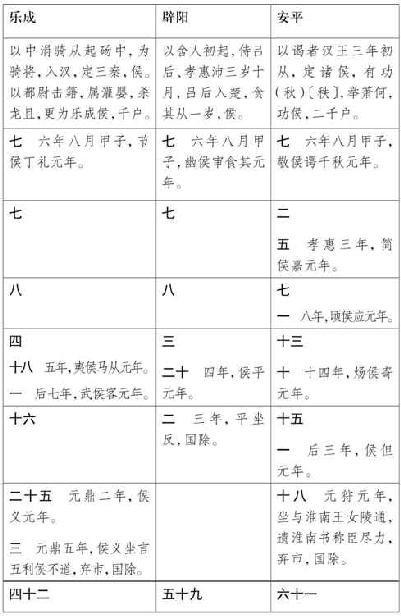 乐成
辟阳
安平
以中涓骑从起砀中，为
骑将，入汉，定三秦，侯。
以都尉击籍，属灌婴，杀
龙且，更为乐成侯，千户。
以舍人初起，侍吕
后、孝惠沛三岁十
月，吕后入楚，食
其从一岁，侯。
以谒者汉王三年初
从，定诸侯，有功
(秋)[秩]，举萧何，
功侯，二千户。
七 六年八月甲子，节
侯丁礼元年。
七 六年八月甲
子，幽侯审食其元
年。
七 六年八月甲子，
敬侯谔千秋元年。
七
七
二
五 孝惠三年，简
侯嘉元年。
八
八
七
一 八年，顷侯应元年。
四
十八 五年，夷侯马从元年。
一 后七年，武侯客元年。
三
二十 四年，侯平
元年。
十三
十 十四年，炀侯寄
元年。
十六
二 三年，平坐
反，国除。
十五
一 后三年，侯但
元年。
二十五 元鼎二年，侯
义元年。
三 元鼎五年，侯义坐言
五利侯不道，弃市，国除。
十八 元狩元年，
坐与淮南王女陵通，
遗淮南书称臣尽力，
弃市，国除。
四十二
五十九
六十一